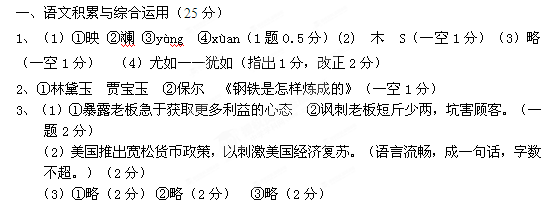 一、语文积累与综合运用（25分）
1、（1）①映 ②斓 ③yùng ④xùan（1题0.5分）（2） 木 S（一空1分）（3）略
（一空1分） （4）尤如一一犹如（指出1分，改正2分）
2、①林黛玉 贾宝玉 ②保尔 《钢铁是怎样炼成的》（一空1分）
3、（1）①暴露老板急于获取更多利益的心态 ②讽刺老板短斤少两，坑害顾客。（一
题2分）
（2）美国推出宽松货币政策，以刺激美国经济复苏。（语言流畅，成一句话，字数
不超。）（2分）
（3）①略（2分）②略（2分） ③略（2分）